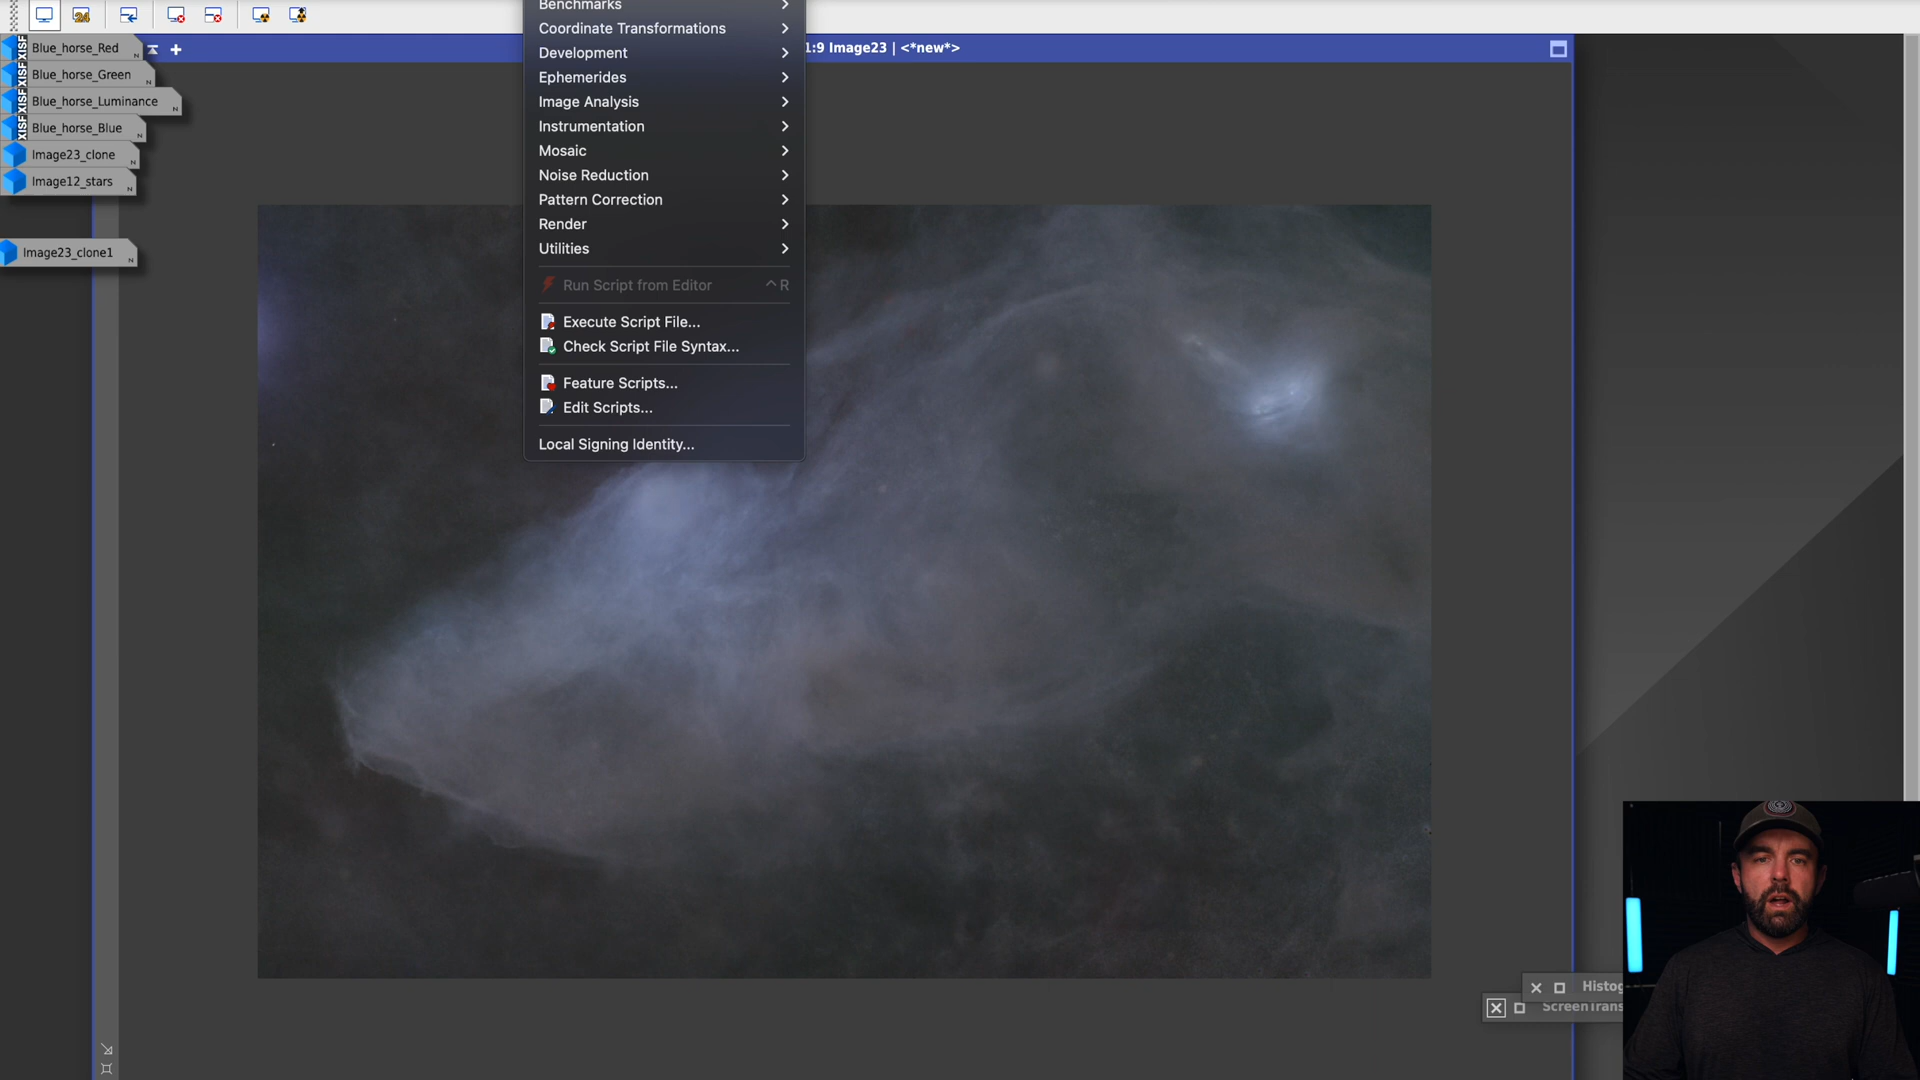 24
Benchmarks
Coordinate Transformations
Development
Ephemerides
Image Analysis
Instrumentation
Mosaic
Noise Reduction
Pattern Correction
Render
Utilities
Run Script from Editor ^ R
Execute Script File...
Check Script File Syntax...
Feature Scripts...
Edit Scripts...
Local Signing Identity...
1:9 Image23 | <*new*>
XISF Blue_horse_Red N
XISF Blue_horse_Green N
XISF Blue_horse_Luminance N
XISF Blue_horse_Blue N
Image23_clone N
Image12_stars N
Image23_clone1 N
Histog
ScreenTrans